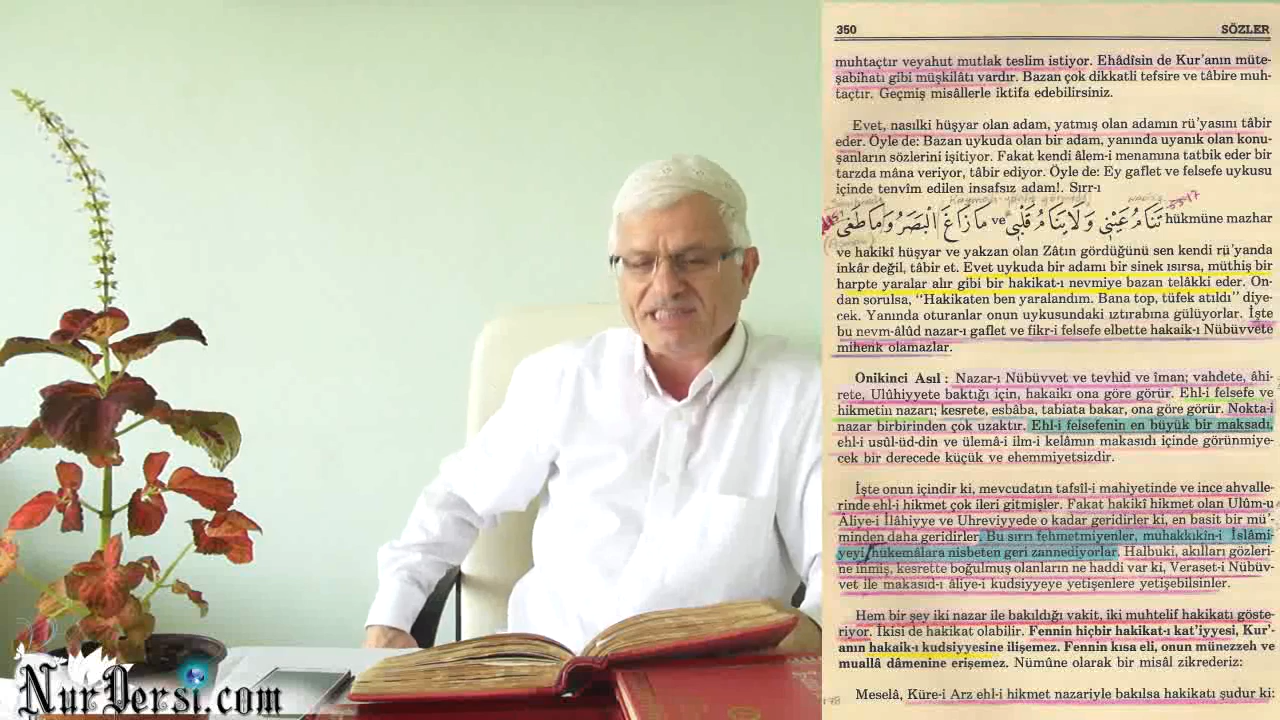 350 SÖZLER
muhtaçtır veyahut mutlak teslim istiyor. Ehâdîsin de Kur'anın müte-
şabihatı gibi müşkilâtı vardır. Bazan çok dikkatli tefsire ve tâbire muh-
taçtır. Geçmiş misâllerle iktifa edebilirsiniz.
Evet, nasılki hüşyar olan adam, yatmış olan adamın rü'yasını tâbir
eder. Öyle de: Bazan uykuda olan bir adam, yanında uyanık olan konu-
şanların sözlerini işitiyor. Fakat kendi âlem-i menamına tatbik eder bir
tarzda mâna veriyor, tâbir ediyor. Öyle de: Ey gaflet ve felsefe uykusu
içinde tenvîm edilen insafsız adam!. Sırr-ı
مَا زَاغَ الْبَصَرُ وَمَا طَغٰى ve تَنَامُ عَيْنِى وَلَا يَنَامُ قَلْبِى hükmüne mazhar
ve hakikî hüşyar ve yakzan olan Zâtın gördüğünü sen kendi rü'yanda
inkâr değil, tâbir et. Evet uykuda bir adamı bir sinek ısırsa, müthiş bir
harpte yaralar alır gibi bir hakikat-ı nevmiye bazan telâkki eder. On-
dan sorulsa, "Hakikaten ben yaralandım. Bana top, tüfek atıldı" diye-
cek. Yanında oturanlar onun uykusundaki ıztırabına gülüyorlar. İşte
bu nevm-âlûd nazar-ı gaflet ve fikr-i felsefe elbette hakaik-ı Nübüvvete
mihenk olamazlar.
Onikinci Asıl : Nazar-ı Nübüvvet ve tevhid ve îman; vahdete, âhi-
rete, Ulûhiyyete baktığı için, hakaikı ona göre görür. Ehl-i felsefe ve
hikmetin nazarı; kesrete, esbâba, tabiata bakar, ona göre görür. Nokta-i
nazar birbirinden çok uzaktır. Ehl-i felsefenin en büyük bir maksadı,
ehl-i usûl-üd-din ve ülemâ-i ilm-i kelâmın makasıdı içinde görünmiye-
cek bir derecede küçük ve ehemmiyetsizdir.
İşte onun içindir ki, mevcudatın tafsîl-i mahiyetinde ve ince ahvalle-
rinde ehl-i hikmet çok ileri gitmişler. Fakat hakikî hikmet olan Ulûm-u
Âliye-i İlâhiyye ve Uhreviyyede o kadar geridirler ki, en basit bir mü'-
minden daha geridirler. Bu sırrı fehmetmiyenler, muhakkıkîn-i İslâmi-
yeyi, hükemâlara nisbeten geri zannediyorlar. Halbuki, akılları gözleri-
ne inmiş, kesrette boğulmuş olanların ne haddi var ki, Veraset-i Nübüv-
vet ile makasıd-ı âliye-i kudsiyyeye yetişenlere yetişebilsinler.
Hem bir şey iki nazar ile bakıldığı vakit, iki muhtelif hakikatı göste-
riyor. İkisi de hakikat olabilir. Fennin hiçbir hakikat-ı kat'iyyesi, Kur'-
anın hakaik-ı kudsiyyesine ilişemez. Fennin kısa eli, onun münezzeh ve
muallâ dâmenine erişemez. Nümûne olarak bir misâl zikrederiz:
Meselâ, Küre-i Arz ehl-i hikmet nazariyle bakılsa hakikatı şudur ki:
NurDersi.com